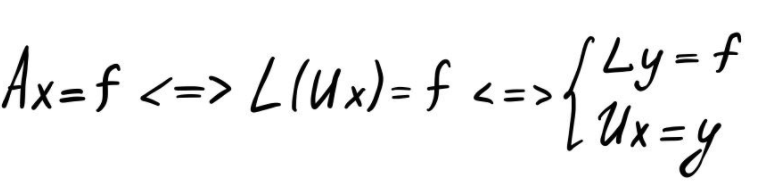 Ax=f <=> L(Ux)=f <=> { Ly=f
Ux=y